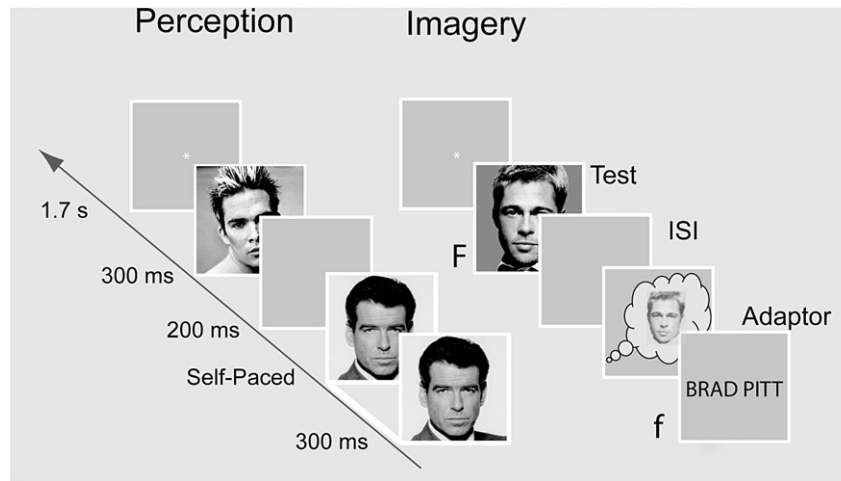 Perception
Imagery
*
*
Test
1.7 s
ISI
F
300 ms
200 ms
Adaptor
Self-Paced
BRAD PITT
f
300 ms